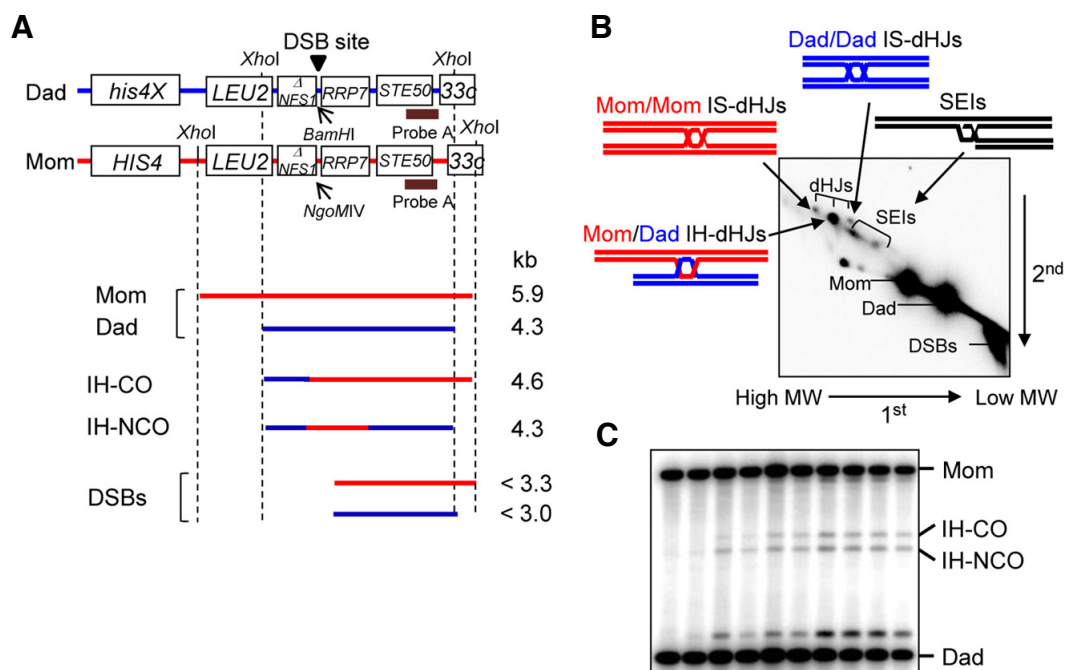 A
DSB site
XhoI
XhoI
Dad
his4X
LEU2
Δ
NFS1
RRP7
STE50
33c
BamHI
Probe A
XhoI
XhoI
Mom
HIS4
LEU2
Δ
NFS1
RRP7
STE50
33c
NgoMIV
Probe A
kb
Mom
5.9
Dad
4.3
IH-CO
4.6
IH-NCO
4.3
DSBs
< 3.3
< 3.0
B
Dad/Dad IS-dHJs
Mom/Mom IS-dHJs
SEIs
Mom/Dad IH-dHJs
dHJs
SEIs
Mom
Dad
DSBs
2nd
High MW
1st
Low MW
C
Mom
IH-CO
IH-NCO
Dad